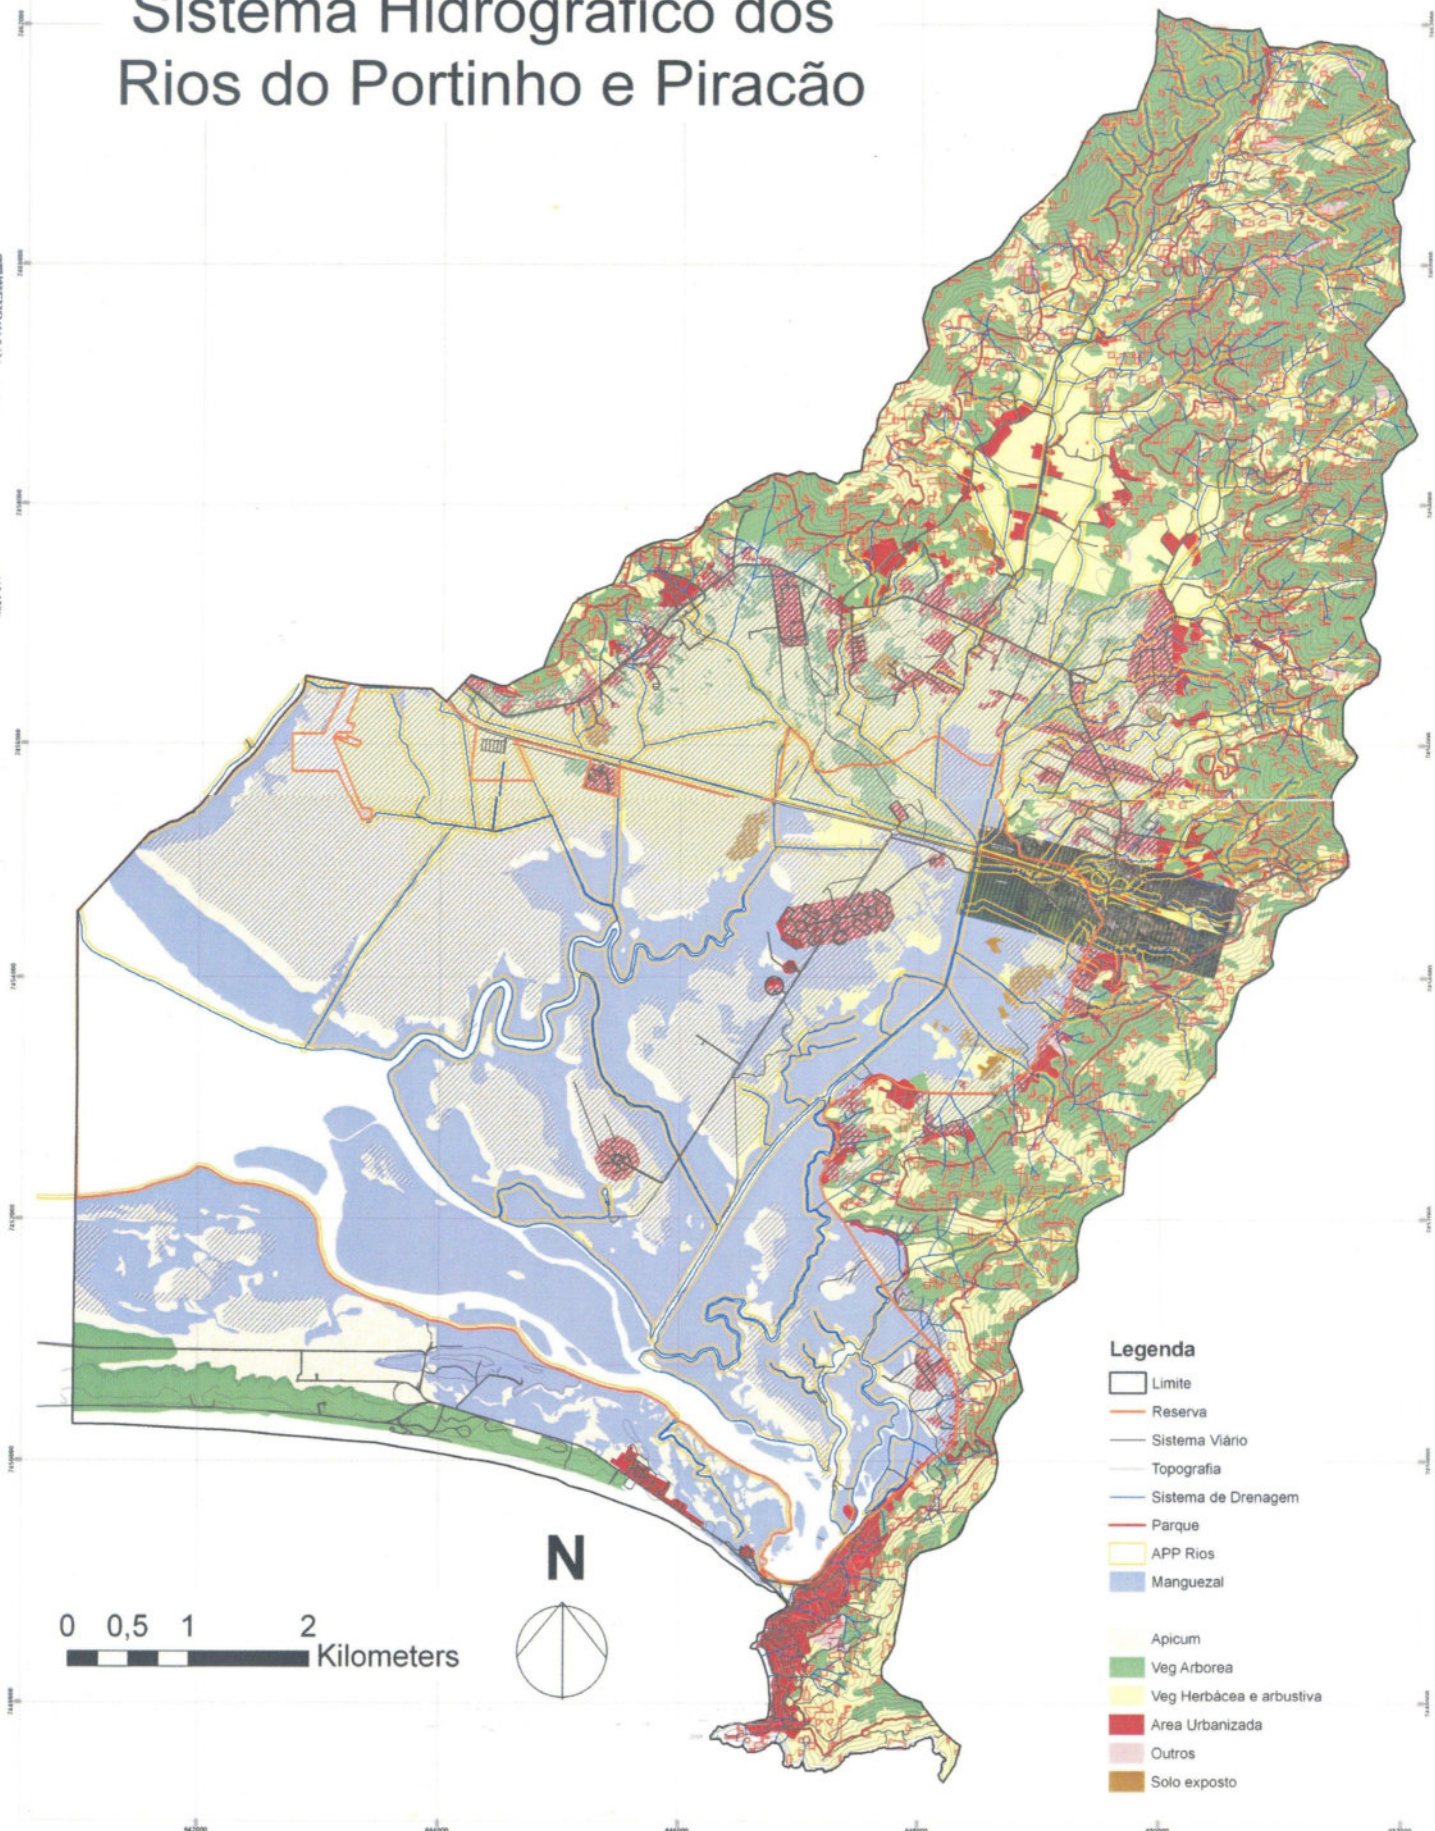 Sistema Hidrográfico dos
Rios do Portinho e Piracão
Legenda
Limite
Reserva
Sistema Viário
Topografia
Sistema de Drenagem
Parque
APP Rios
Manguezal
Apicum
Veg Arborea
Veg Herbácea e arbustiva
Area Urbanizada
Outros
Solo exposto
N
0 0,5 1 2
Kilometers